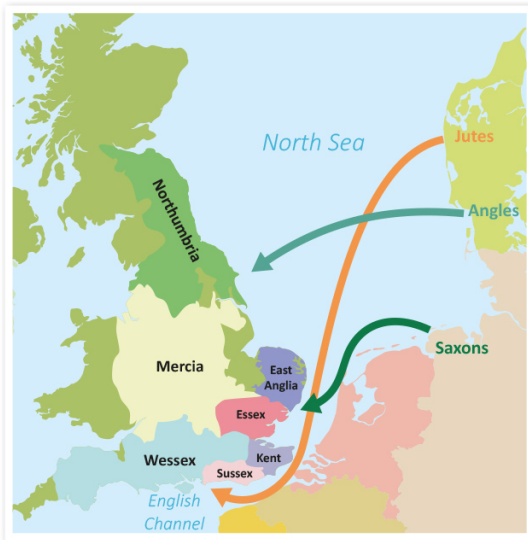 North Sea
Jutes
Northumbria
Angles
Saxons
Mercia
East
Anglia
Essex
Wessex
Kent
Sussex
English
Channel